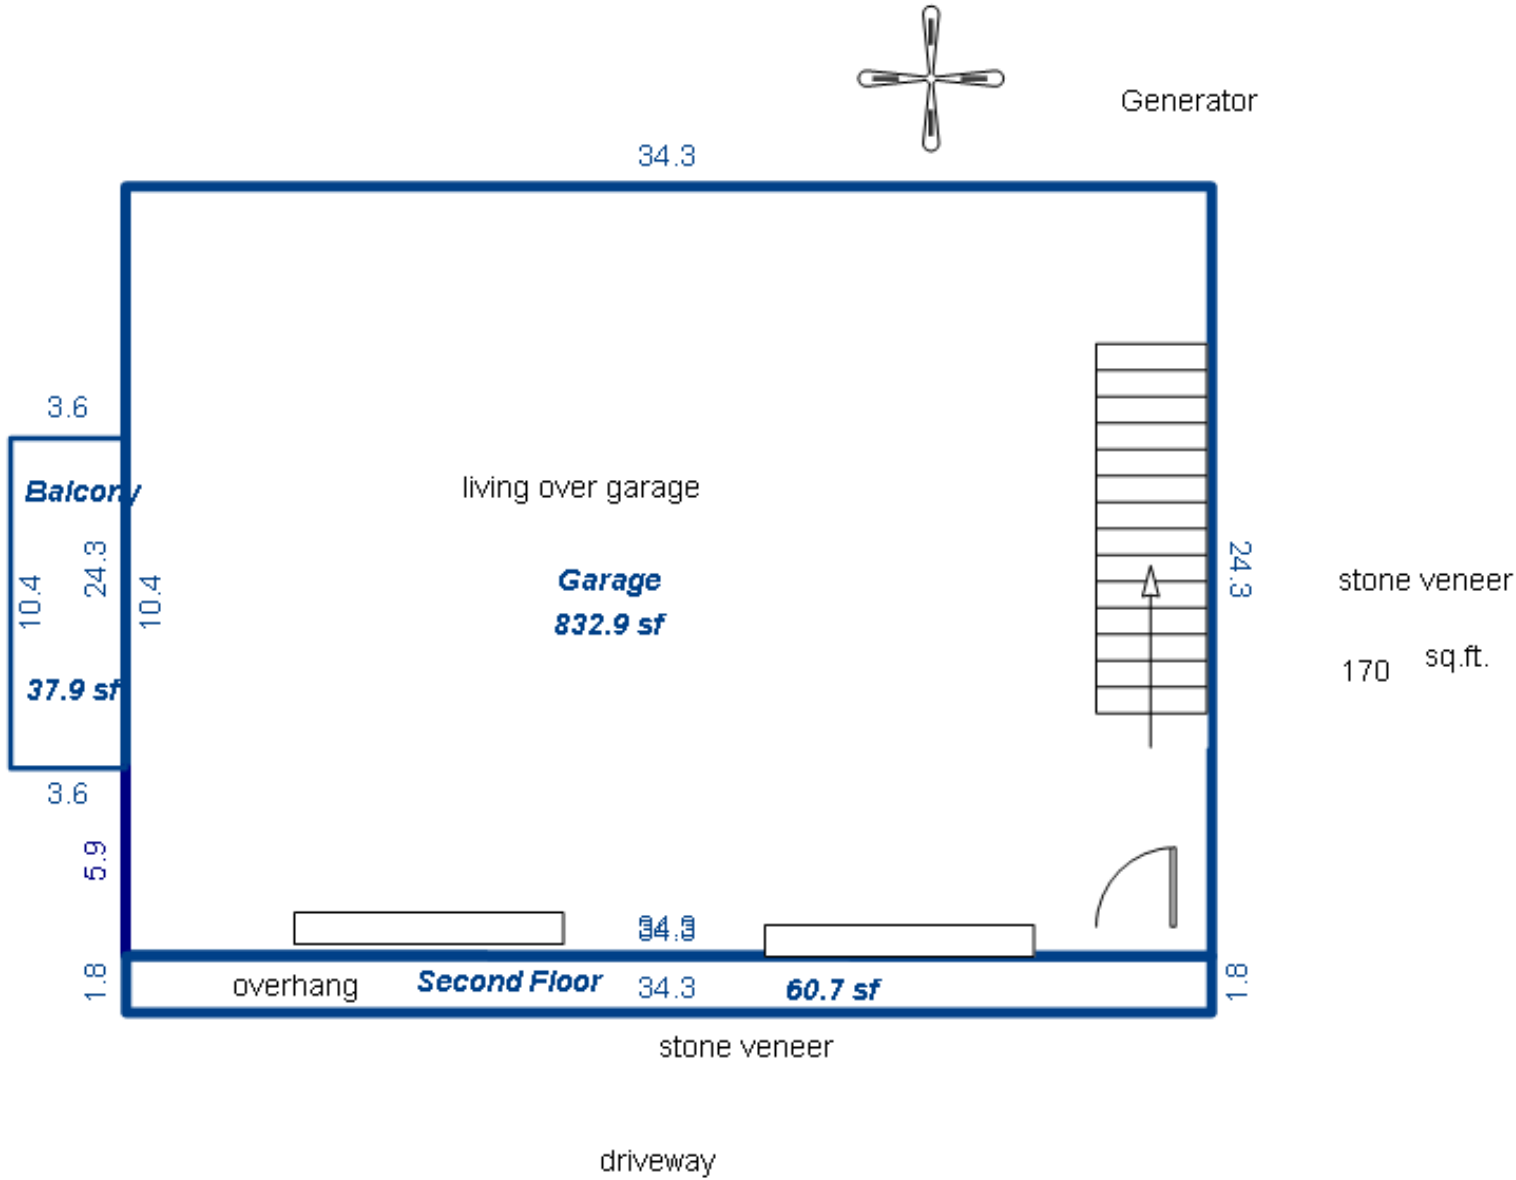 Generator
34.3
3.6
Balcony
living over garage
24.3
10.4
10.4
Garage
832.9 sf
24.3
stone veneer
170 sq.ft.
37.9 sf
3.6
5.9
34.3
1.8
overhang
Second Floor
34.3
60.7 sf
1.8
stone veneer
driveway